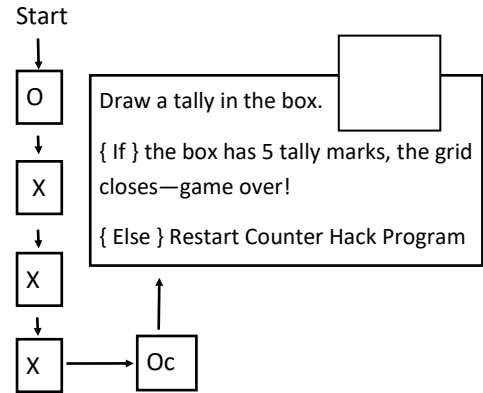 Start
O
Draw a tally in the box.
{ If } the box has 5 tally marks, the grid
closes—game over!
{ Else } Restart Counter Hack Program
X
X
X
Oc